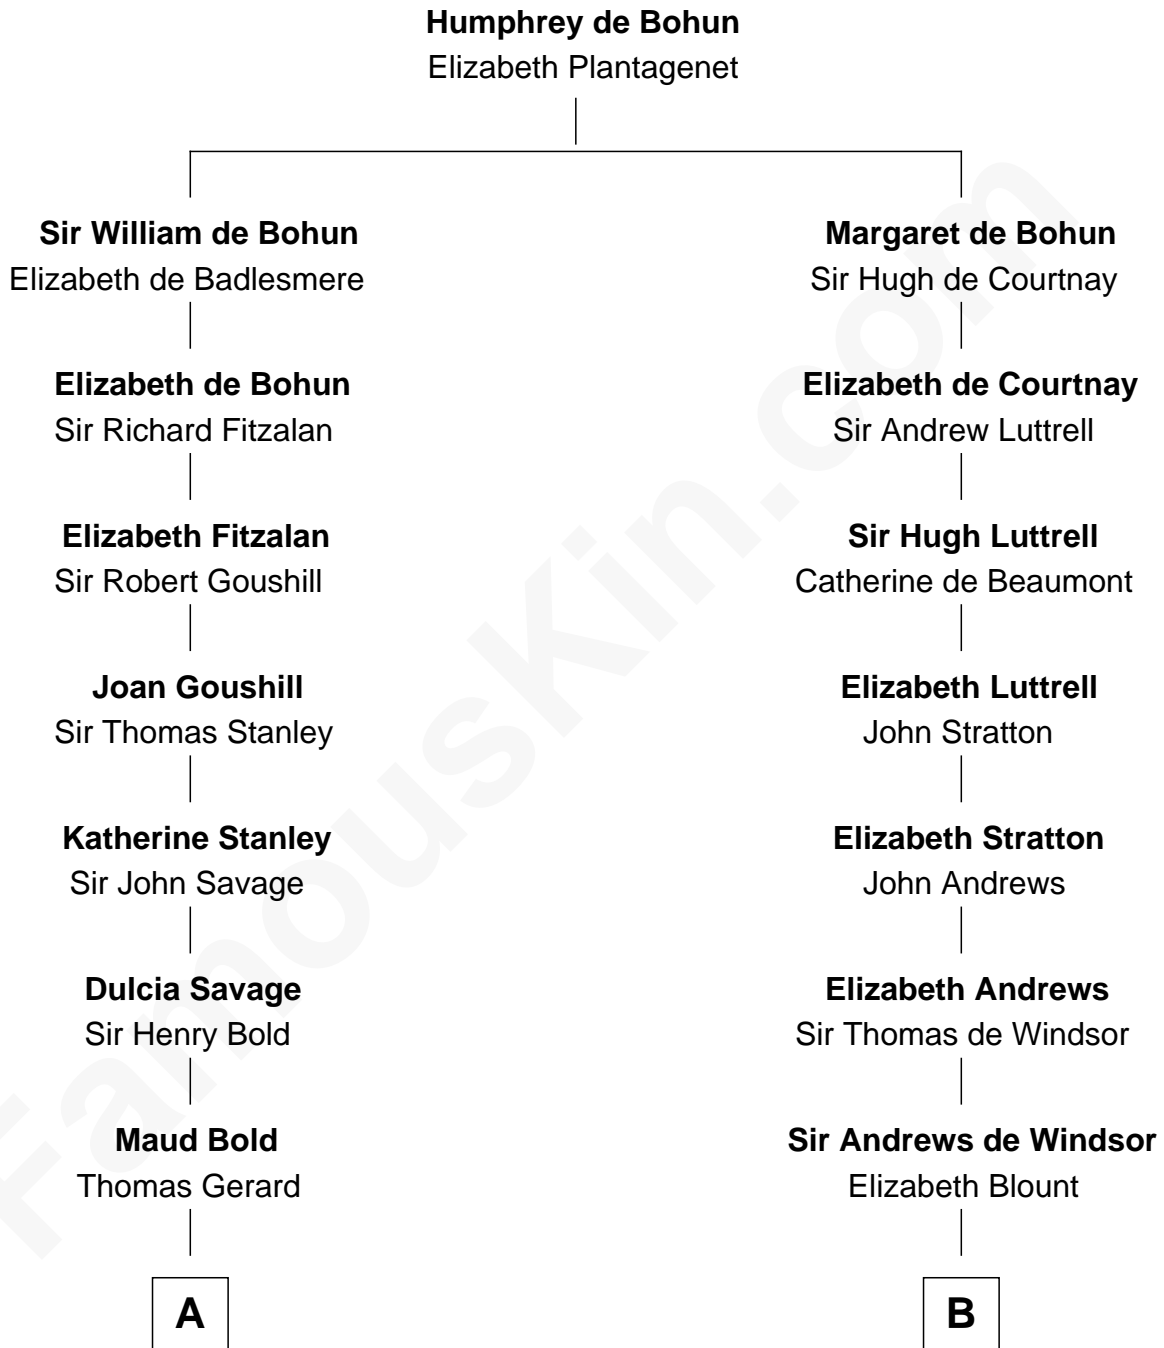 Humphrey de Bohun
Elizabeth Plantagenet
Sir William de Bohun
Elizabeth de Badlesmere
Elizabeth de Bohun
Sir Richard Fitzalan
Elizabeth Fitzalan
Sir Robert Goushill
Joan Goushill
Sir Thomas Stanley
Katherine Stanley
Sir John Savage
Dulcia Savage
Sir Henry Bold
Maud Bold
Thomas Gerard
A
Margaret de Bohun
Sir Hugh de Courtnay
Elizabeth de Courtnay
Sir Andrew Luttrell
Sir Hugh Luttrell
Catherine de Beaumont
Elizabeth Luttrell
John Stratton
Elizabeth Stratton
John Andrews
Elizabeth Andrews
Sir Thomas de Windsor
Sir Andrews de Windsor
Elizabeth Blount
B
FamousKin.com